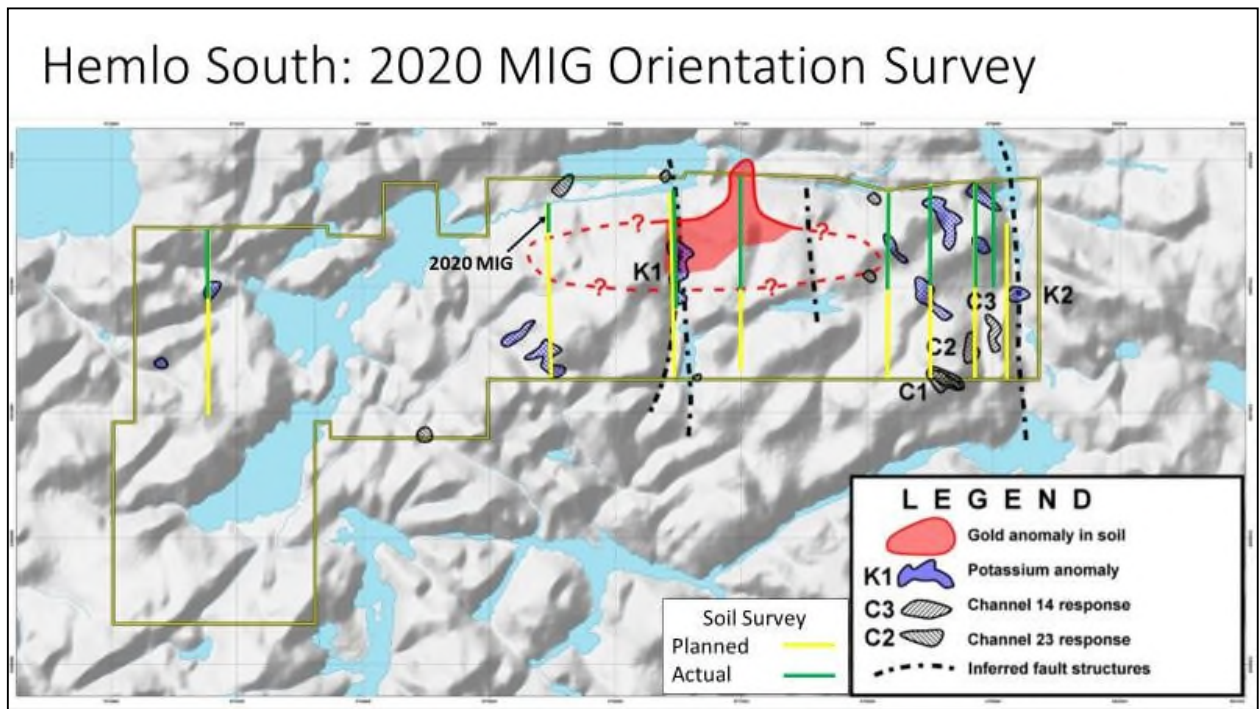 Hemlo South: 2020 MIG Orientation Survey
?
?
2020 MIG
K1
?
?
C3
K2
C2
C1
LEGEND
Gold anomaly in soil
K1 Potassium anomaly
C3 Channel 14 response
C2 Channel 23 response
Inferred fault structures
Soil Survey
Planned
Actual